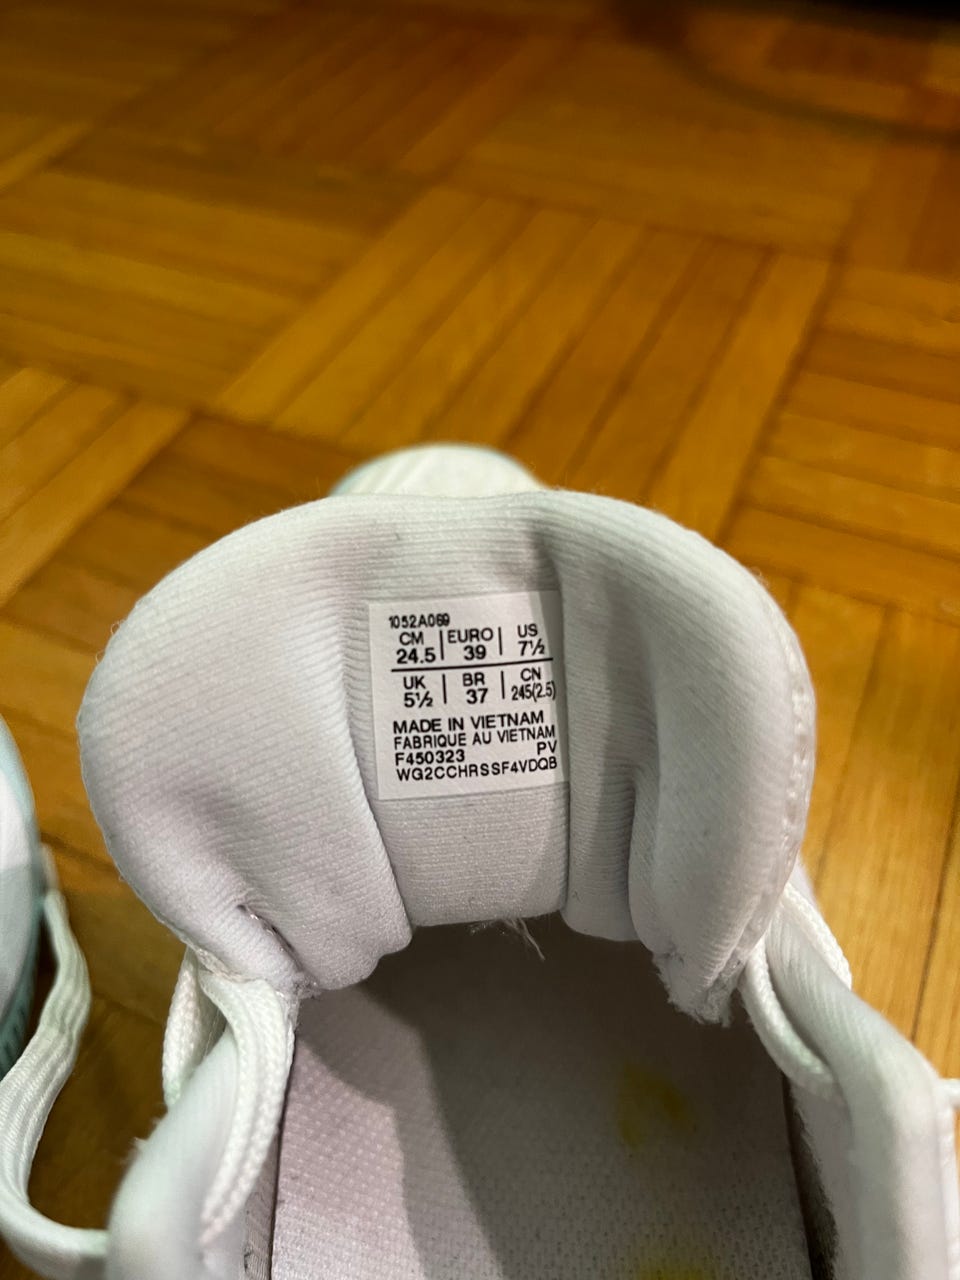 1052A069
CM | EURO | US
24.5 | 39 | 7½
UK | BR | CN
5½ | 37 | 245(2.5)
MADE IN VIETNAM
FABRIQUE AU VIETNAM
F450323 PV
WG2CCHRSSF4VDQB